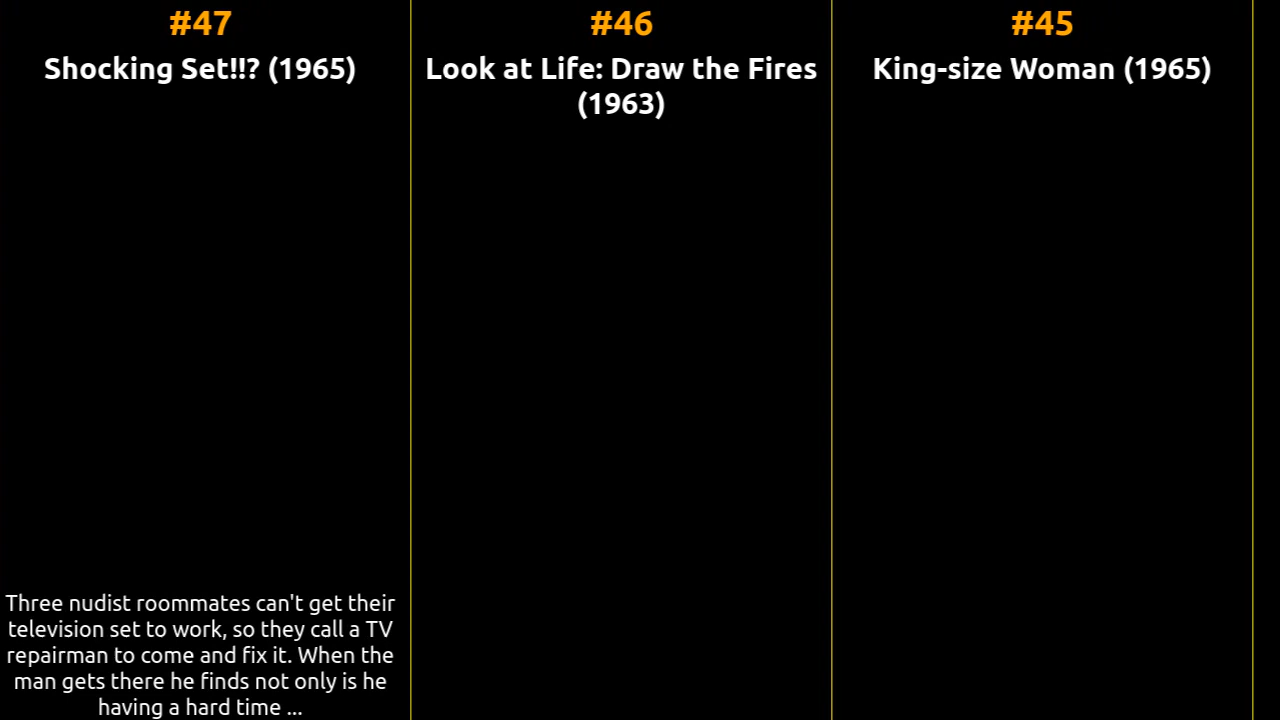 #47
Shocking Set!!? (1965)
Three nudist roommates can't get their
television set to work, so they call a TV
repairman to come and fix it. When the
man gets there he finds not only is he
having a hard time ...
#46
Look at Life: Draw the Fires
(1963)
#45
King-size Woman (1965)